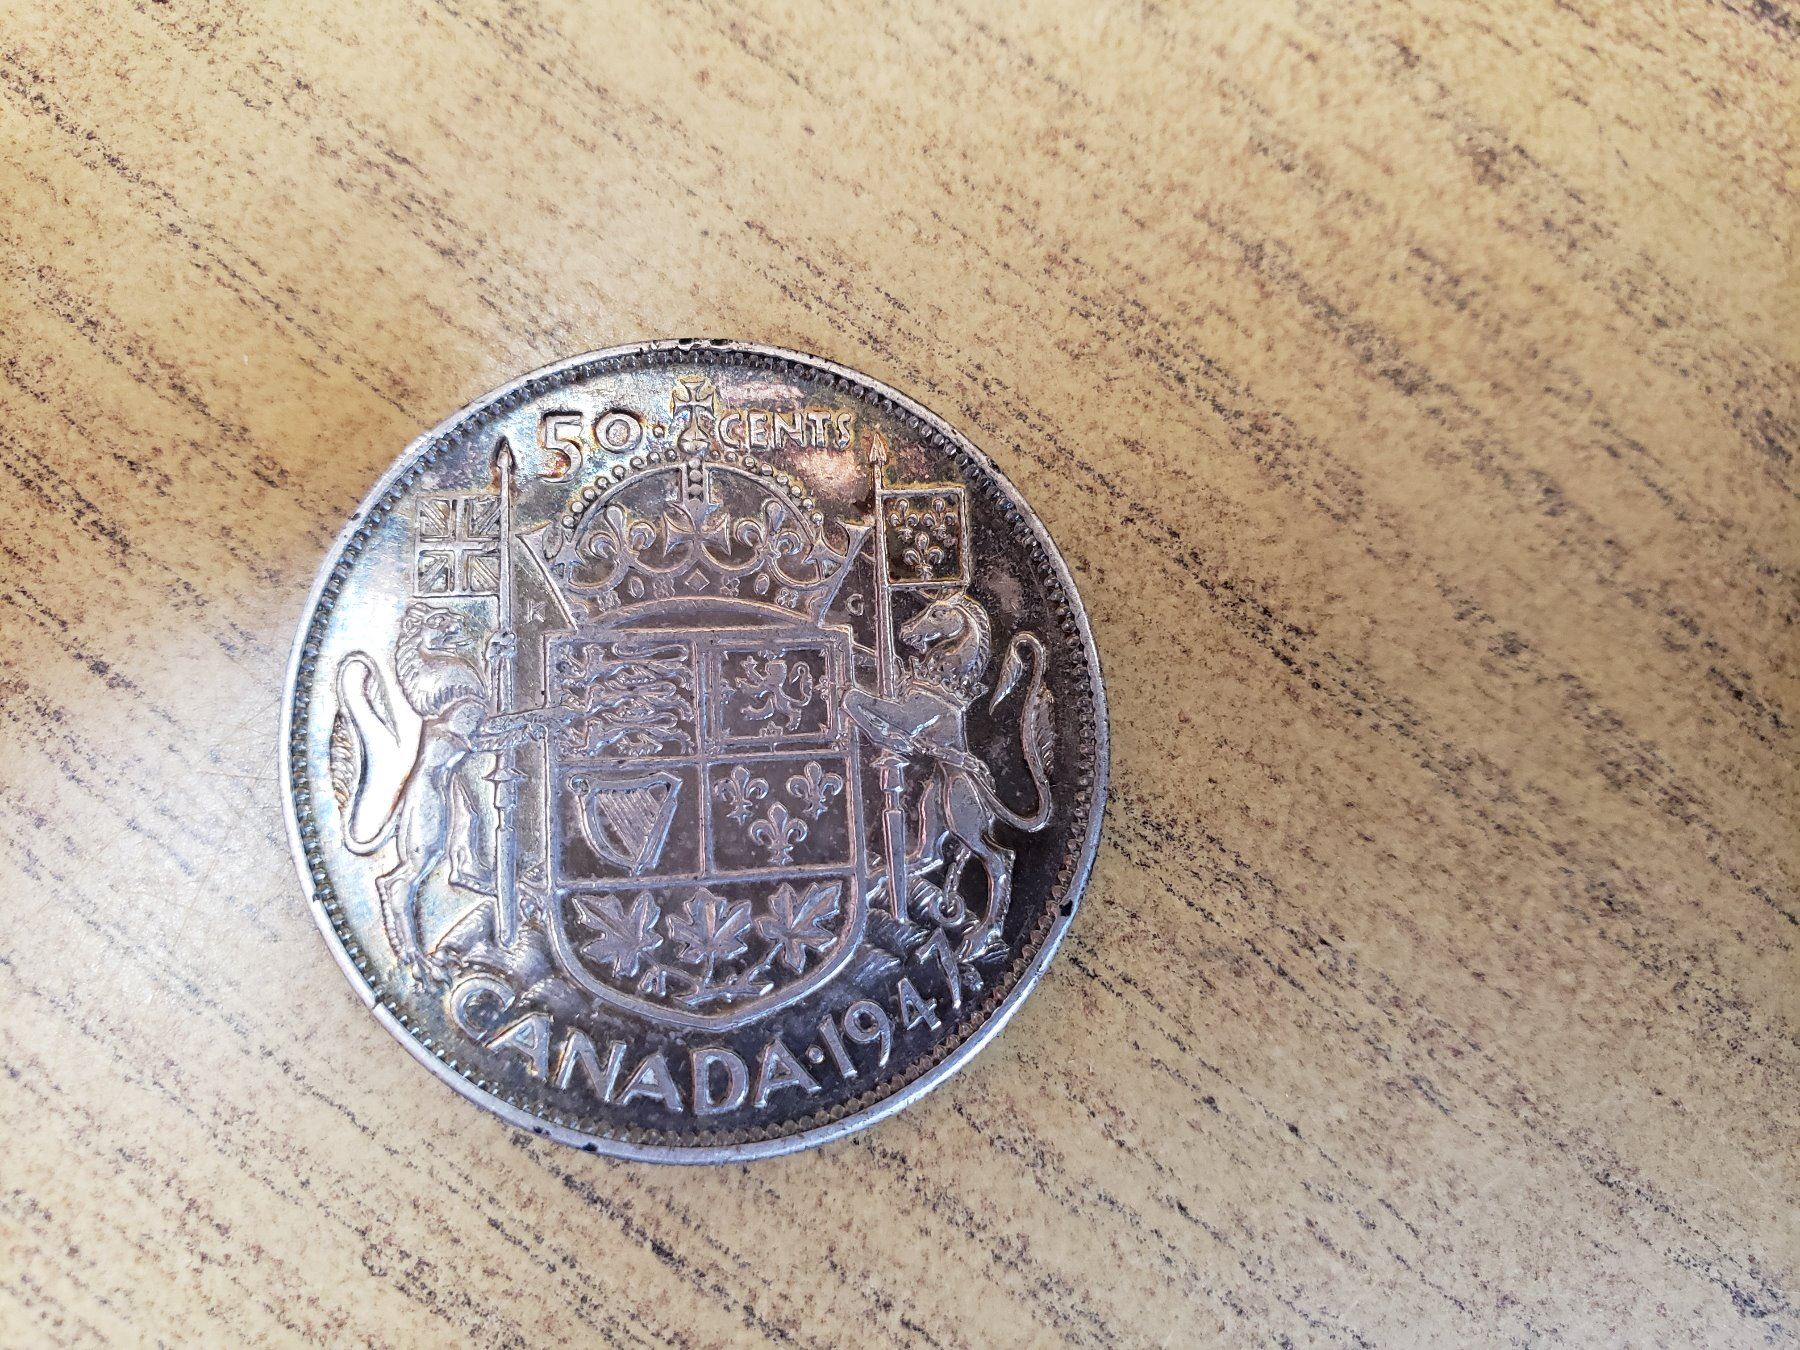 50 · CENTS
K G
CANADA · 1947